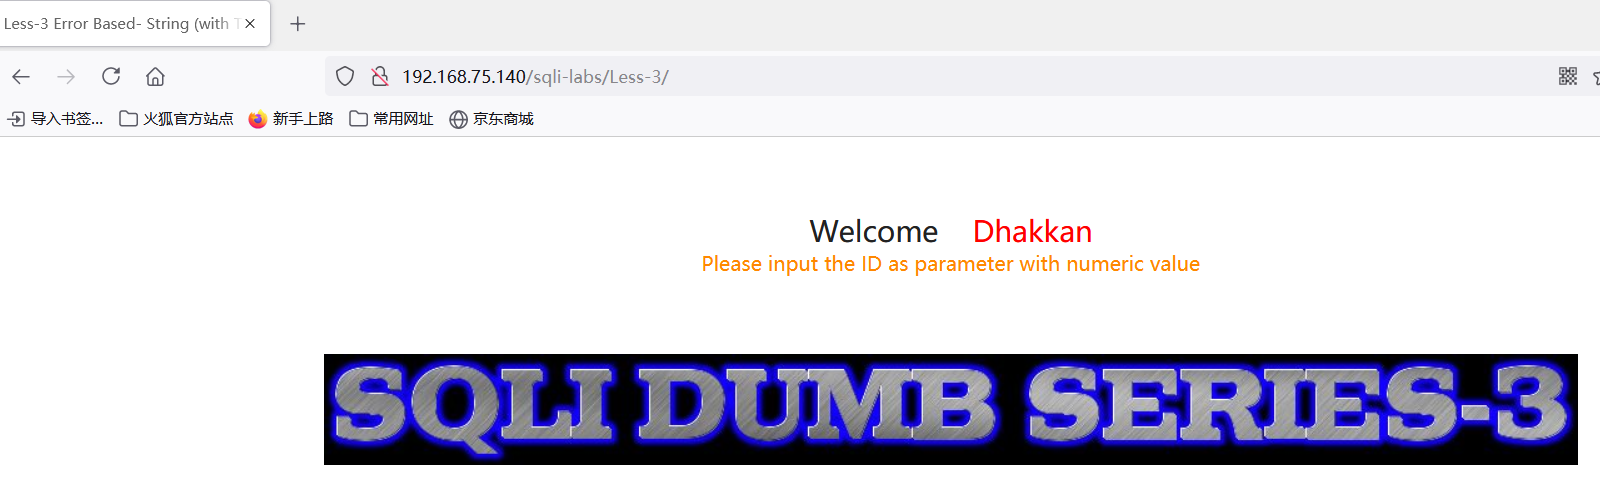 Less-3 Error Based- String (with T
192.168.75.140/sqli-labs/Less-3/
导入书签... 火狐官方站点 新手上路 常用网址 京东商城
Welcome Dhakkan
Please input the ID as parameter with numeric value
SQLI DUMB SERIES-3